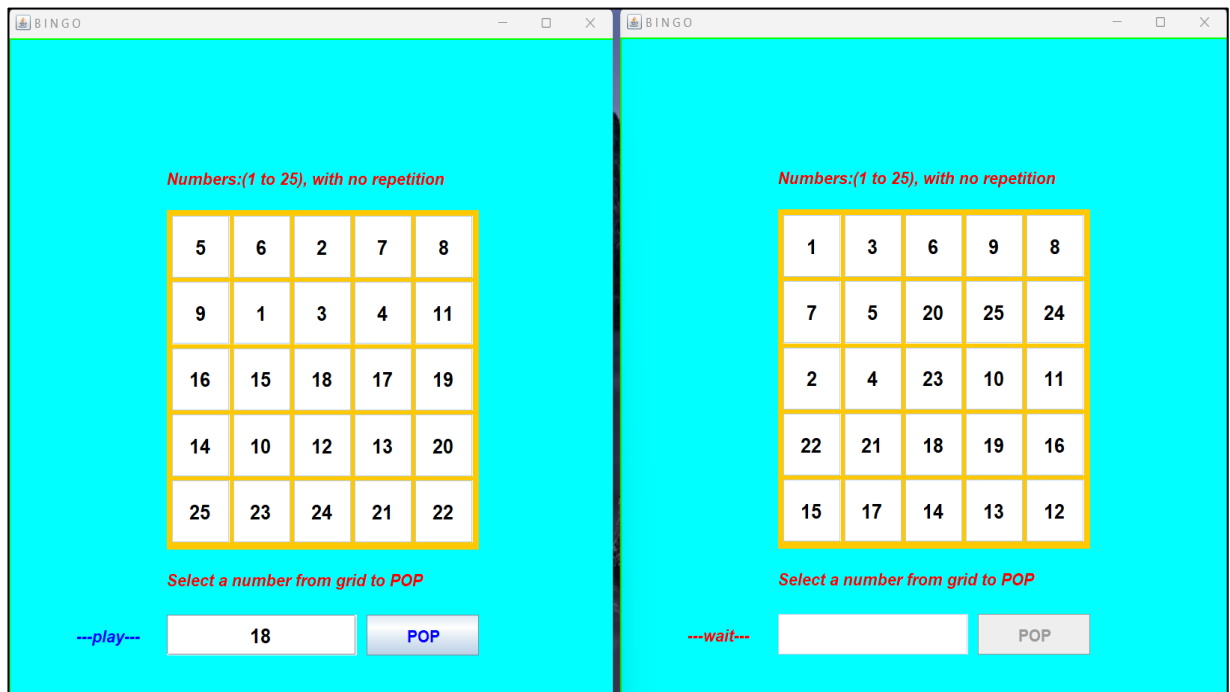 BINGO
Numbers:(1 to 25), with no repetition
5 6 2 7 8
9 1 3 4 11
16 15 18 17 19
14 10 12 13 20
25 23 24 21 22
Select a number from grid to POP
---play--- 18 POP
BINGO
Numbers:(1 to 25), with no repetition
1 3 6 9 8
7 5 20 25 24
2 4 23 10 11
22 21 18 19 16
15 17 14 13 12
Select a number from grid to POP
---wait--- POP